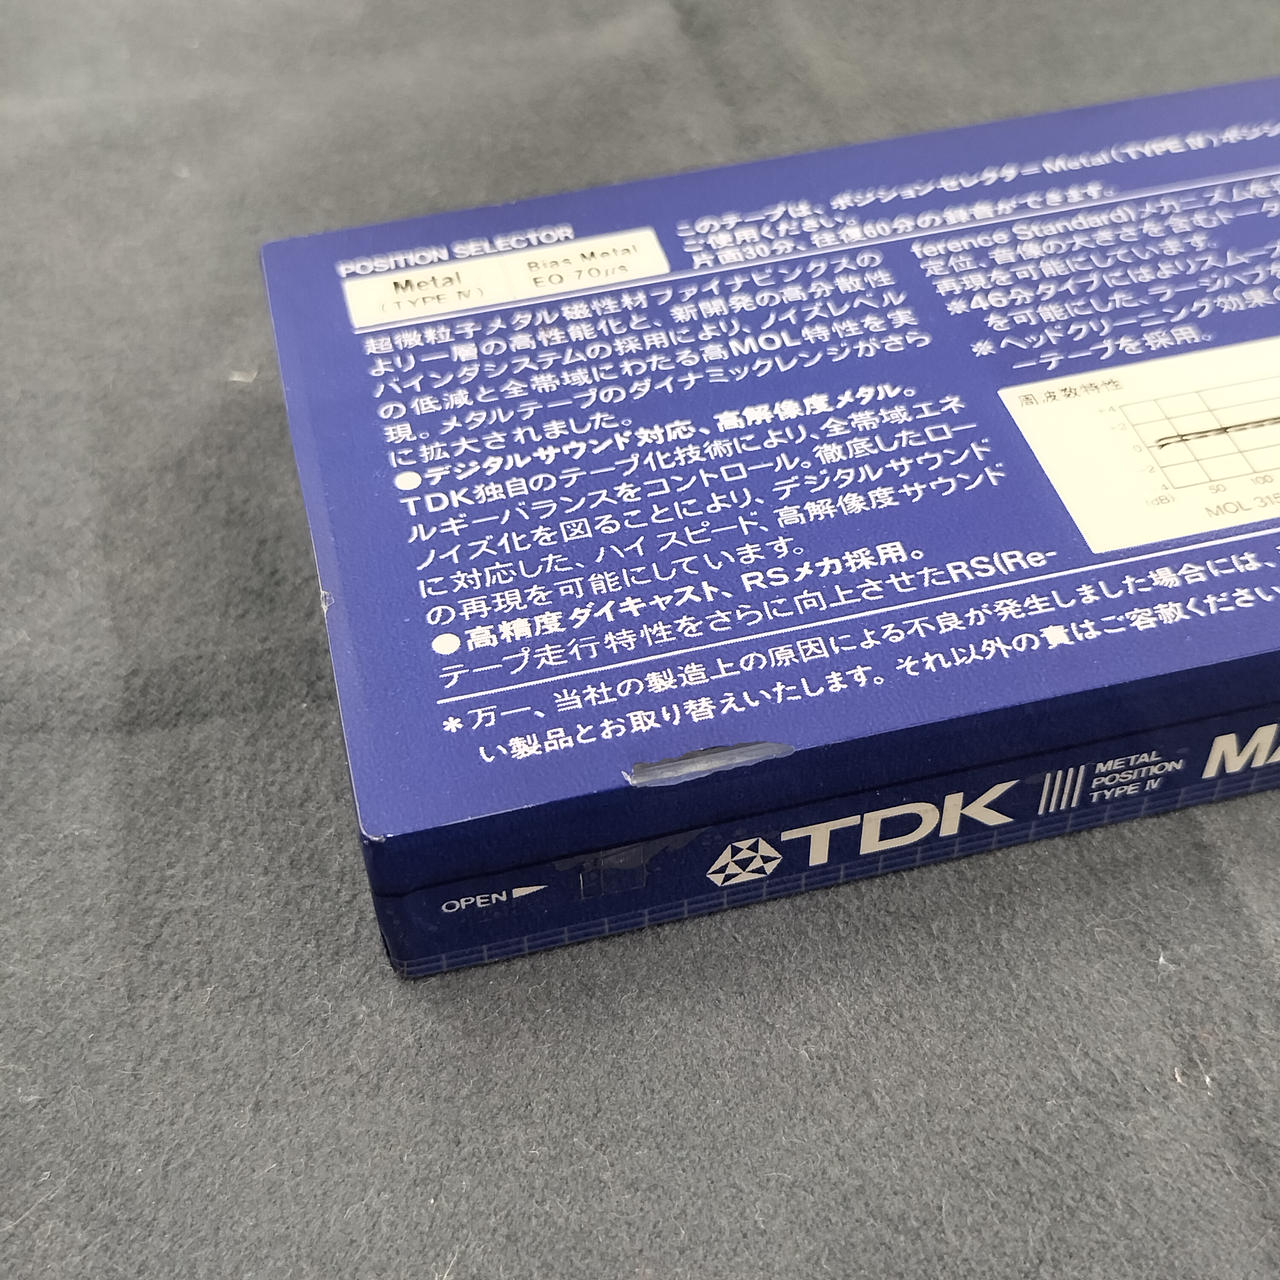 POSITION SELECTOR
Metal
(TYPE Ⅳ)
Bias Metal
EQ 70μs
このテープは、ポジションセレクターMetal(TYPE Ⅳ)ポジシ
ご使用ください。
片面30分、往復60分の録音ができます。
超微粒子メタル磁性材ファイナビンクスの
より一層の高性能化と、新開発の高分散性
バインダシステムの採用により、ノイズレベル
の低減と全帯域にわたる高MOL特性を実
現。メタルテープのダイナミックレンジがさら
に拡大されました。
●デジタルサウンド対応、高解像度メタル。
TDK独自のテープ化技術により、全帯域エネ
ルギーバランスをコントロール。徹底したロー
ノイズ化を図ることにより、デジタルサウンド
に対応した、ハイスピード、高解像度サウンド
の再現を可能にしています。
●高精度ダイキャスト、RSメカ採用。
テープ走行特性をさらに向上させたRS(Re-
ference Standard)メカニズムを
定位、音像の大きさを含むトータ
再現を可能にしています。
※46分タイプにはよりスムーズ
を可能にした、ラージハブを
※ヘッドクリーニング効果
ーテープを採用。
周波数特性
+4
+2
0
-2
-4
(dB)
50
100
MOL 315
*万一、当社の製造上の原因による不良が発生しました場合には、
い製品とお取り替えいたします。それ以外の責はご容赦ください
OPEN
TDK
METAL
POSITION
TYPE Ⅳ
MA